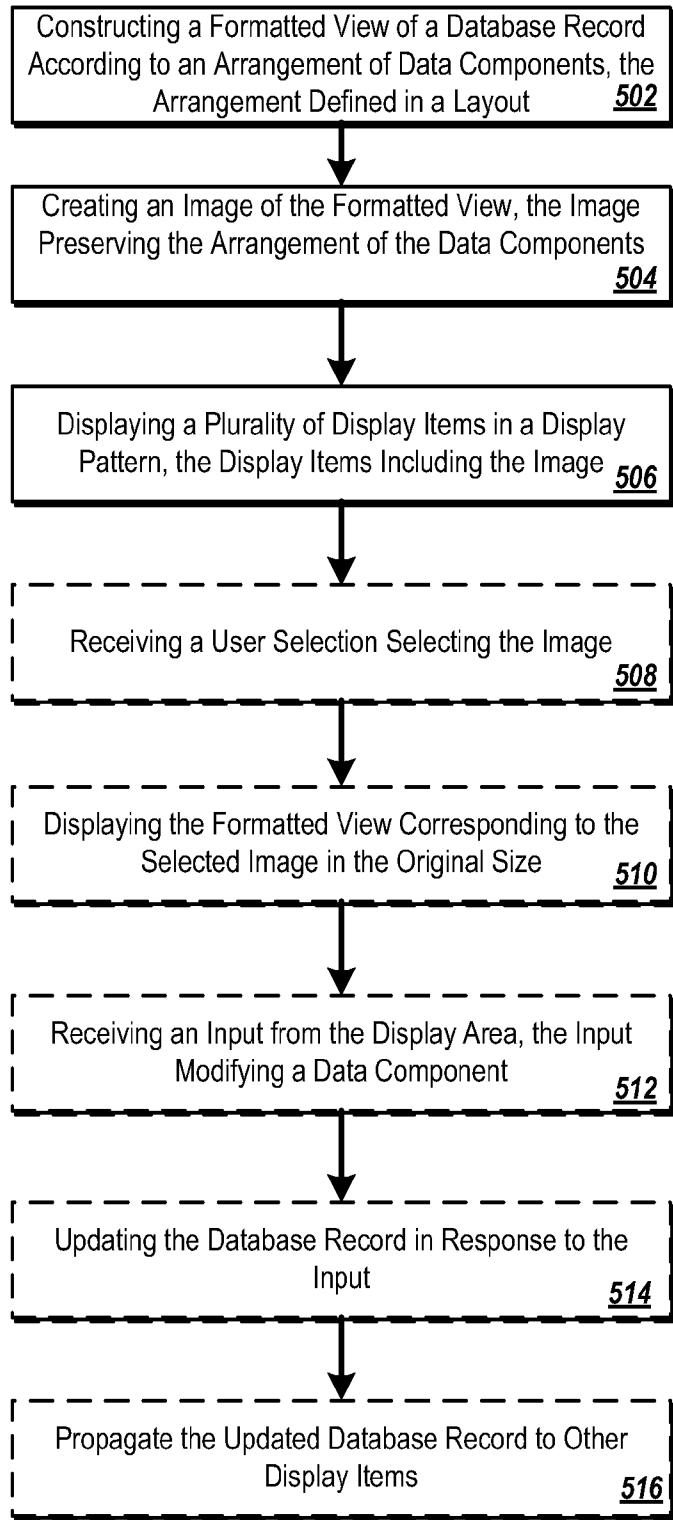 Constructing a Formatted View of a Database Record
According to an Arrangement of Data Components, the
Arrangement Defined in a Layout
502
Creating an Image of the Formatted View, the Image
Preserving the Arrangement of the Data Components
504
Displaying a Plurality of Display Items in a Display
Pattern, the Display Items Including the Image
506
Receiving a User Selection Selecting the Image
508
Displaying the Formatted View Corresponding to the
Selected Image in the Original Size
510
Receiving an Input from the Display Area, the Input
Modifying a Data Component
512
Updating the Database Record in Response to the
Input
514
Propagate the Updated Database Record to Other
Display Items
516